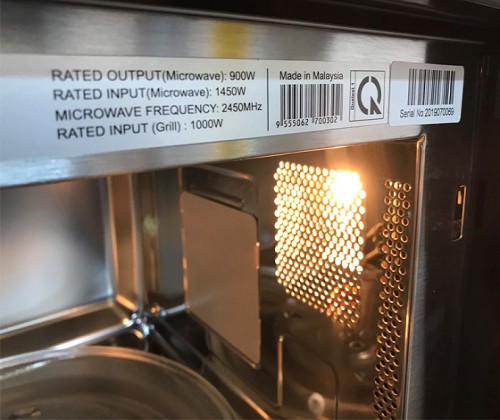 RATED OUTPUT(Microwave): 900W
RATED INPUT(Microwave): 1450W
MICROWAVE FREQUENCY: 2450MHz
RATED INPUT (Grill) : 1000W
Made in Malaysia
9 555062 700302
Q
Serial No:2019070069